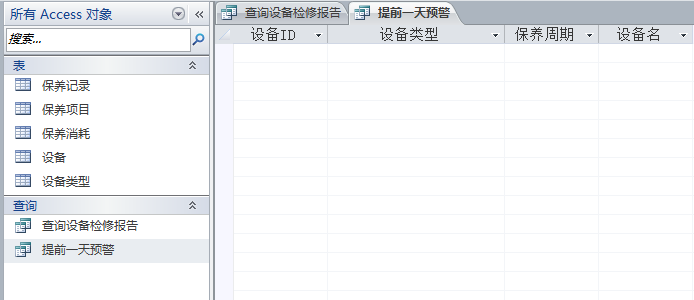 所有 Access 对象
搜索...
表
保养记录
保养项目
保养消耗
设备
设备类型
查询
查询设备检修报告
提前一天预警
查询设备检修报告 提前一天预警
设备ID 设备类型 保养周期 设备名